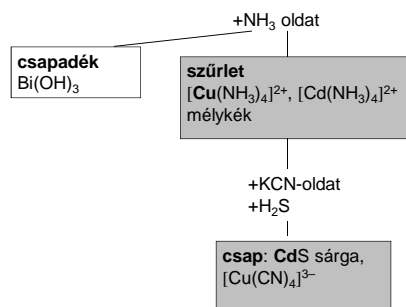 +NH₃ oldat
csapadék
Bi(OH)₃
szűrlet
[Cu(NH₃)₄]²⁺, [Cd(NH₃)₄]²⁺
mélykék
+KCN-oldat
+H₂S
csap: CdS sárga,
[Cu(CN)₄]³⁻